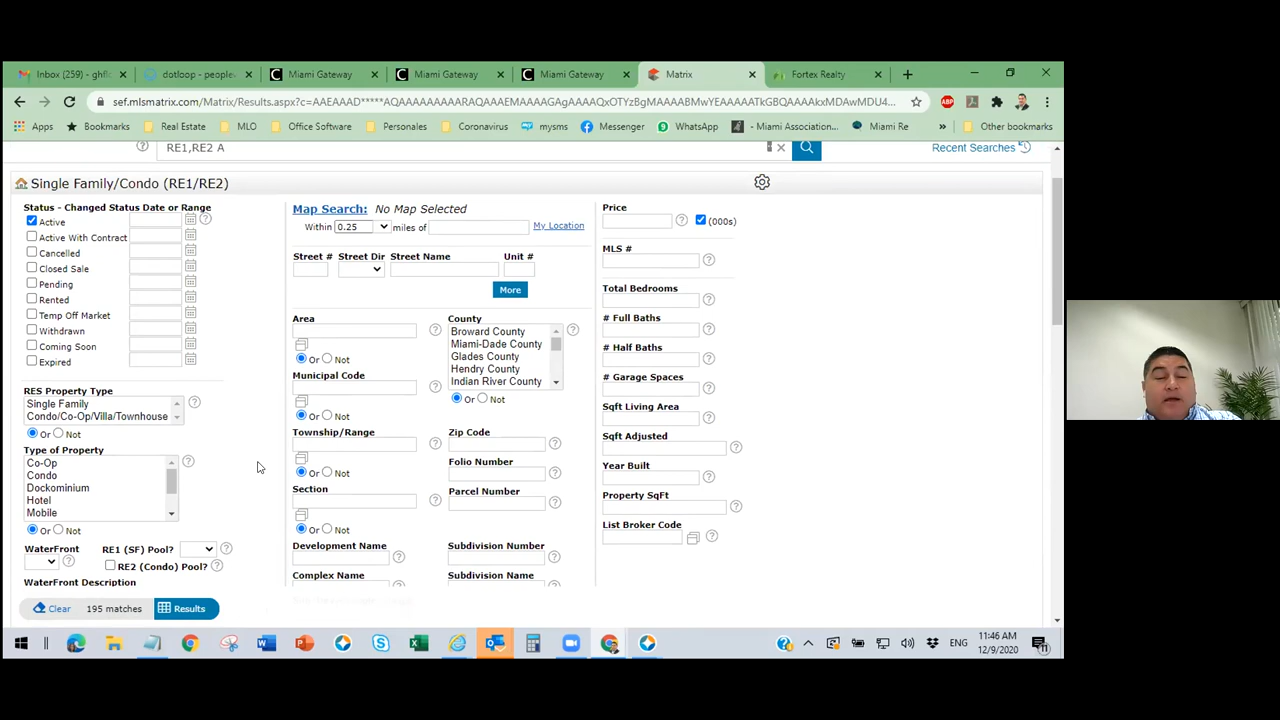 Inbox (259) - ghfl
dotloop - people
Miami Gateway
Miami Gateway
Miami Gateway
Matrix
Fortex Realty
sef.mlsmatrix.com/Matrix/Results.aspx?c=AAEAAAD*****AQAAAAAAAAARAQAAAEMAAAAGAgAAAAQxOTYzBgMAAAABMwYEAAAAATkGBQAAAAkxMDAwMDU4...
ABP
Apps
Bookmarks
Real Estate
MLO
Office Software
Personales
Coronavirus
mysms
Messenger
WhatsApp
- Miami Association...
Miami Re
»
Other bookmarks
RE1,RE2 A
Recent Searches
Single Family/Condo (RE1/RE2)
Status - Changed Status Date or Range
Active
Active With Contract
Cancelled
Closed Sale
Pending
Rented
Temp Off Market
Withdrawn
Coming Soon
Expired
RES Property Type
Single Family
Condo/Co-Op/Villa/Townhouse
Or Not
Type of Property
Co-Op
Condo
Dockominium
Hotel
Mobile
Or Not
WaterFront
RE1 (SF) Pool?
RE2 (Condo) Pool?
WaterFront Description
Clear
195 matches
Results
Map Search: No Map Selected
Within 0.25 miles of
My Location
Street # Street Dir Street Name Unit #
More
Area
Or Not
Municipal Code
Or Not
Township/Range
Or Not
Section
Or Not
Development Name
Complex Name
County
Broward County
Miami-Dade County
Glades County
Hendry County
Indian River County
Or Not
Zip Code
Folio Number
Parcel Number
Subdivision Number
Subdivision Name
Price
(000s)
MLS #
Total Bedrooms
# Full Baths
# Half Baths
# Garage Spaces
Sqft Living Area
Sqft Adjusted
Year Built
Property SqFt
List Broker Code
ENG
11:46 AM
12/9/2020